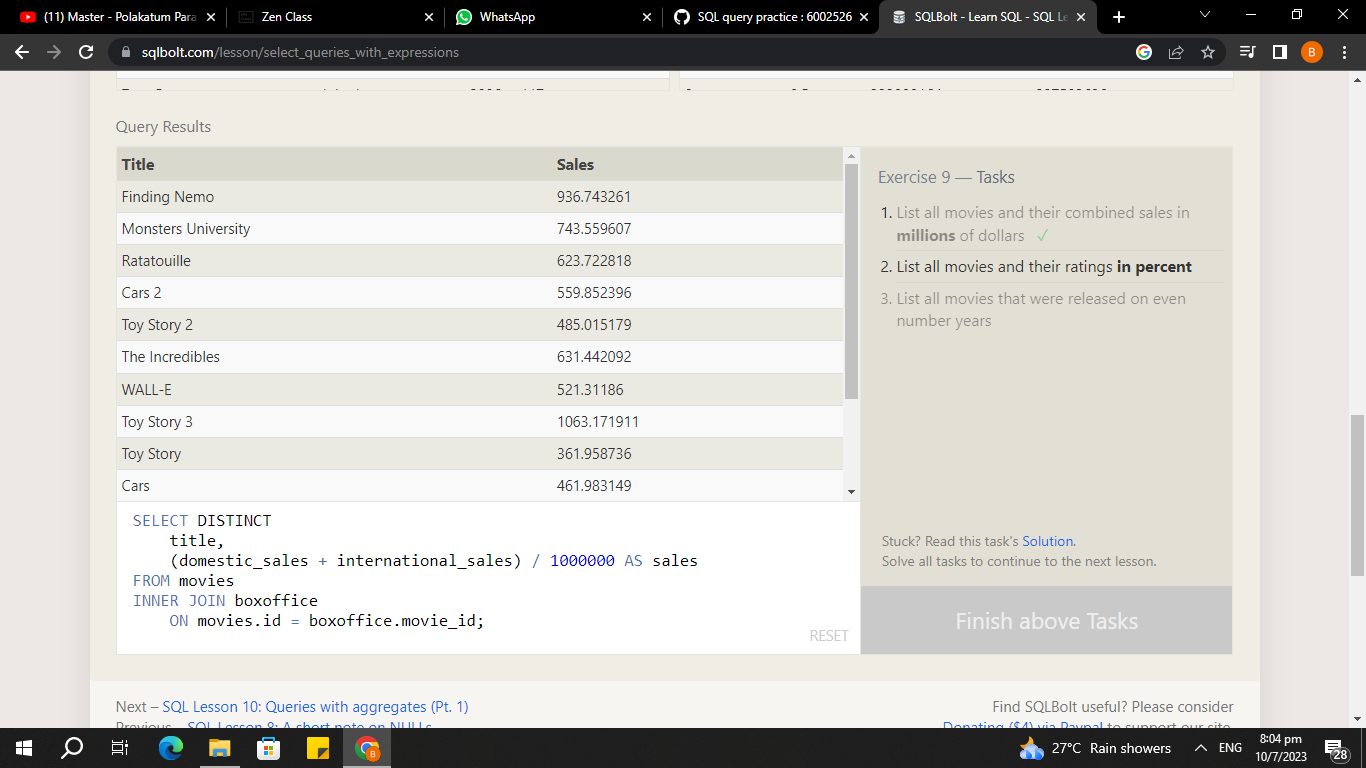 (11) Master - Polakatum Para
Zen Class
WhatsApp
SQL query practice : 6002526
SQLBolt - Learn SQL - SQL Le
sqlbolt.com/lesson/select_queries_with_expressions
B
Query Results
Title Sales
Finding Nemo 936.743261
Monsters University 743.559607
Ratatouille 623.722818
Cars 2 559.852396
Toy Story 2 485.015179
The Incredibles 631.442092
WALL-E 521.31186
Toy Story 3 1063.171911
Toy Story 361.958736
Cars 461.983149
Exercise 9 — Tasks
1. List all movies and their combined sales in
millions of dollars ✓
2. List all movies and their ratings in percent
3. List all movies that were released on even
number years
Stuck? Read this task's Solution.
Solve all tasks to continue to the next lesson.
Finish above Tasks
SELECT DISTINCT
title,
(domestic_sales + international_sales) / 1000000 AS sales
FROM movies
INNER JOIN boxoffice
ON movies.id = boxoffice.movie_id;
RESET
Next – SQL Lesson 10: Queries with aggregates (Pt. 1)
Previous – SQL Lesson 8: A short note on NULLs
Find SQLBolt useful? Please consider
Donating ($4) via Paypal to support our site.
B
27°C Rain showers
ENG
8:04 pm
10/7/2023
28